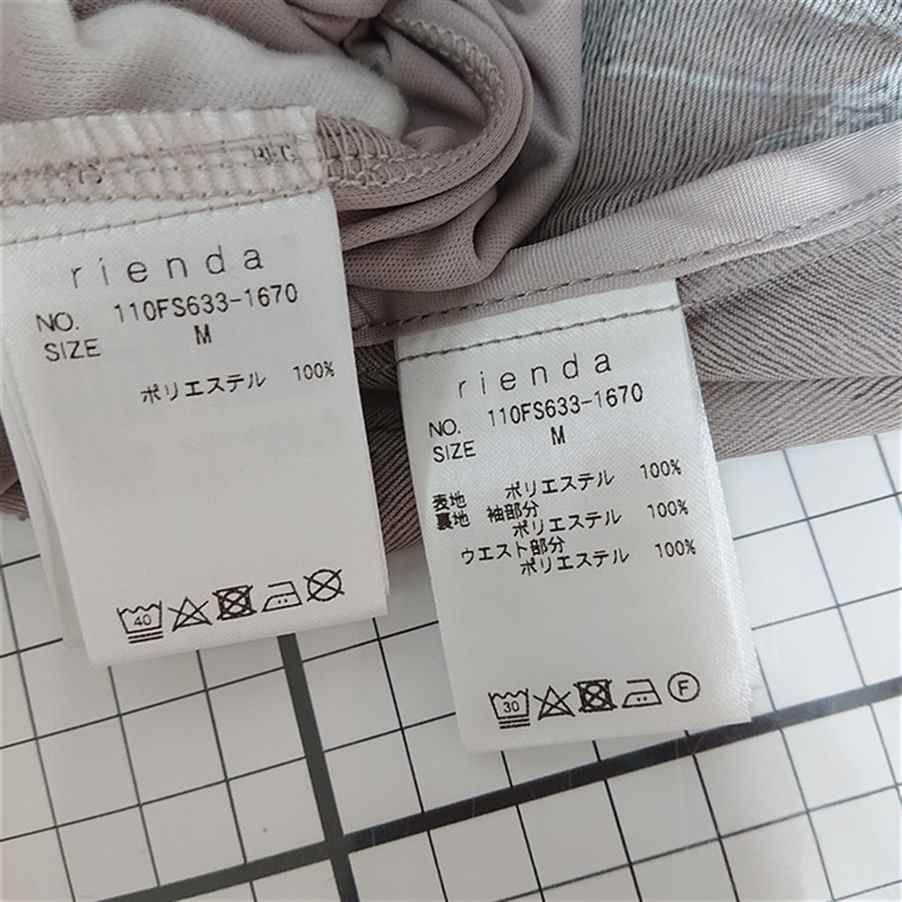 rienda
NO. 110FS633-1670
SIZE M
ポリエステル 100%
40
rienda
NO. 110FS633-1670
SIZE M
表地 ポリエステル 100%
裏地 袖部分
ポリエステル 100%
ウエスト部分
ポリエステル 100%
30 F